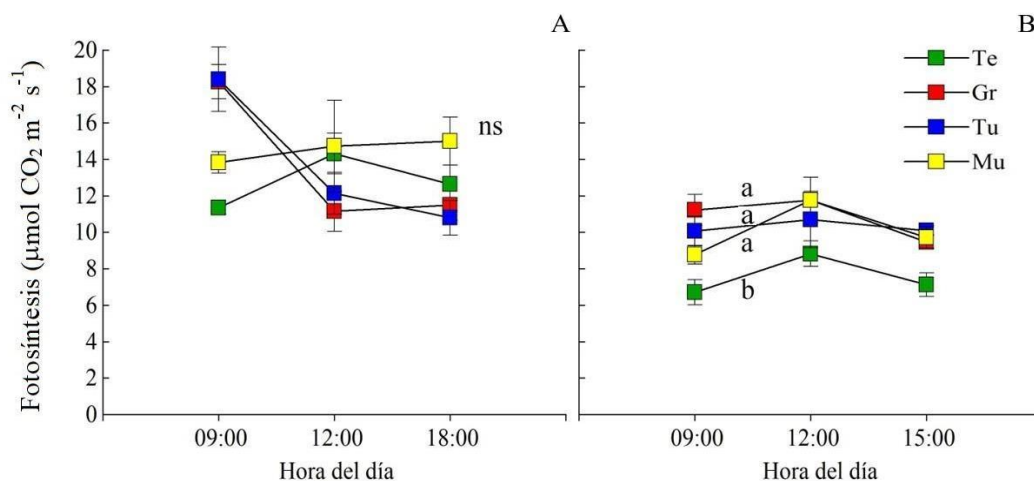 A
B
Fotosíntesis (µmol CO₂ m⁻² s⁻¹)
20
18
16
14
12
10
8
6
4
2
0
ns
a
a
a
b
Te
Gr
Tu
Mu
09:00 12:00 18:00
09:00 12:00 15:00
Hora del día
Hora del día